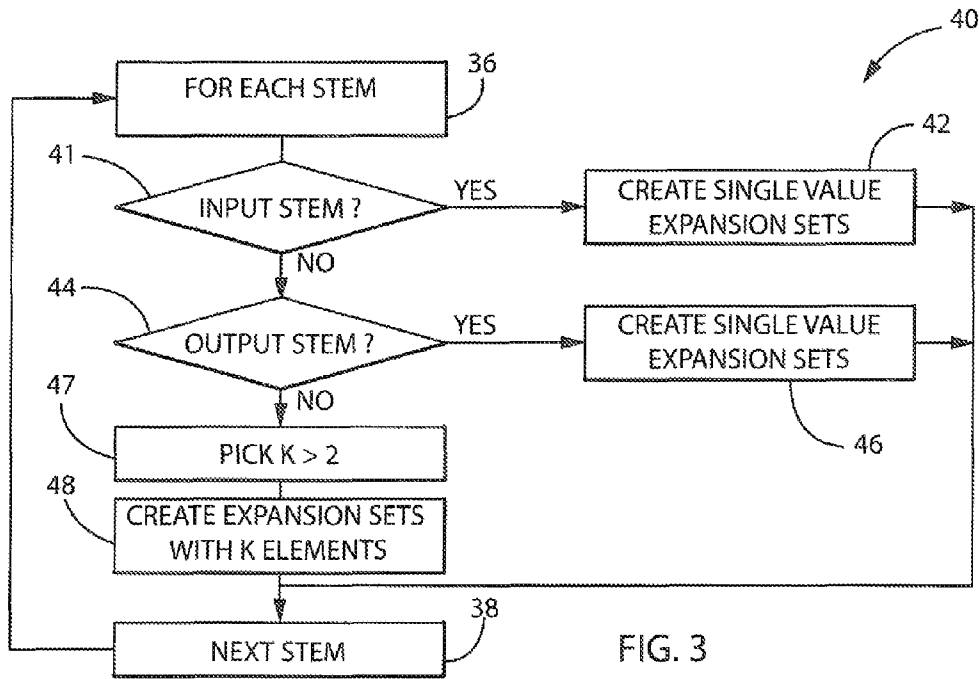 40
FOR EACH STEM
36
41
42
INPUT STEM ?
YES
CREATE SINGLE VALUE
EXPANSION SETS
NO
44
OUTPUT STEM ?
YES
CREATE SINGLE VALUE
EXPANSION SETS
NO
47
46
PICK K > 2
48
CREATE EXPANSION SETS
WITH K ELEMENTS
38
NEXT STEM
FIG. 3